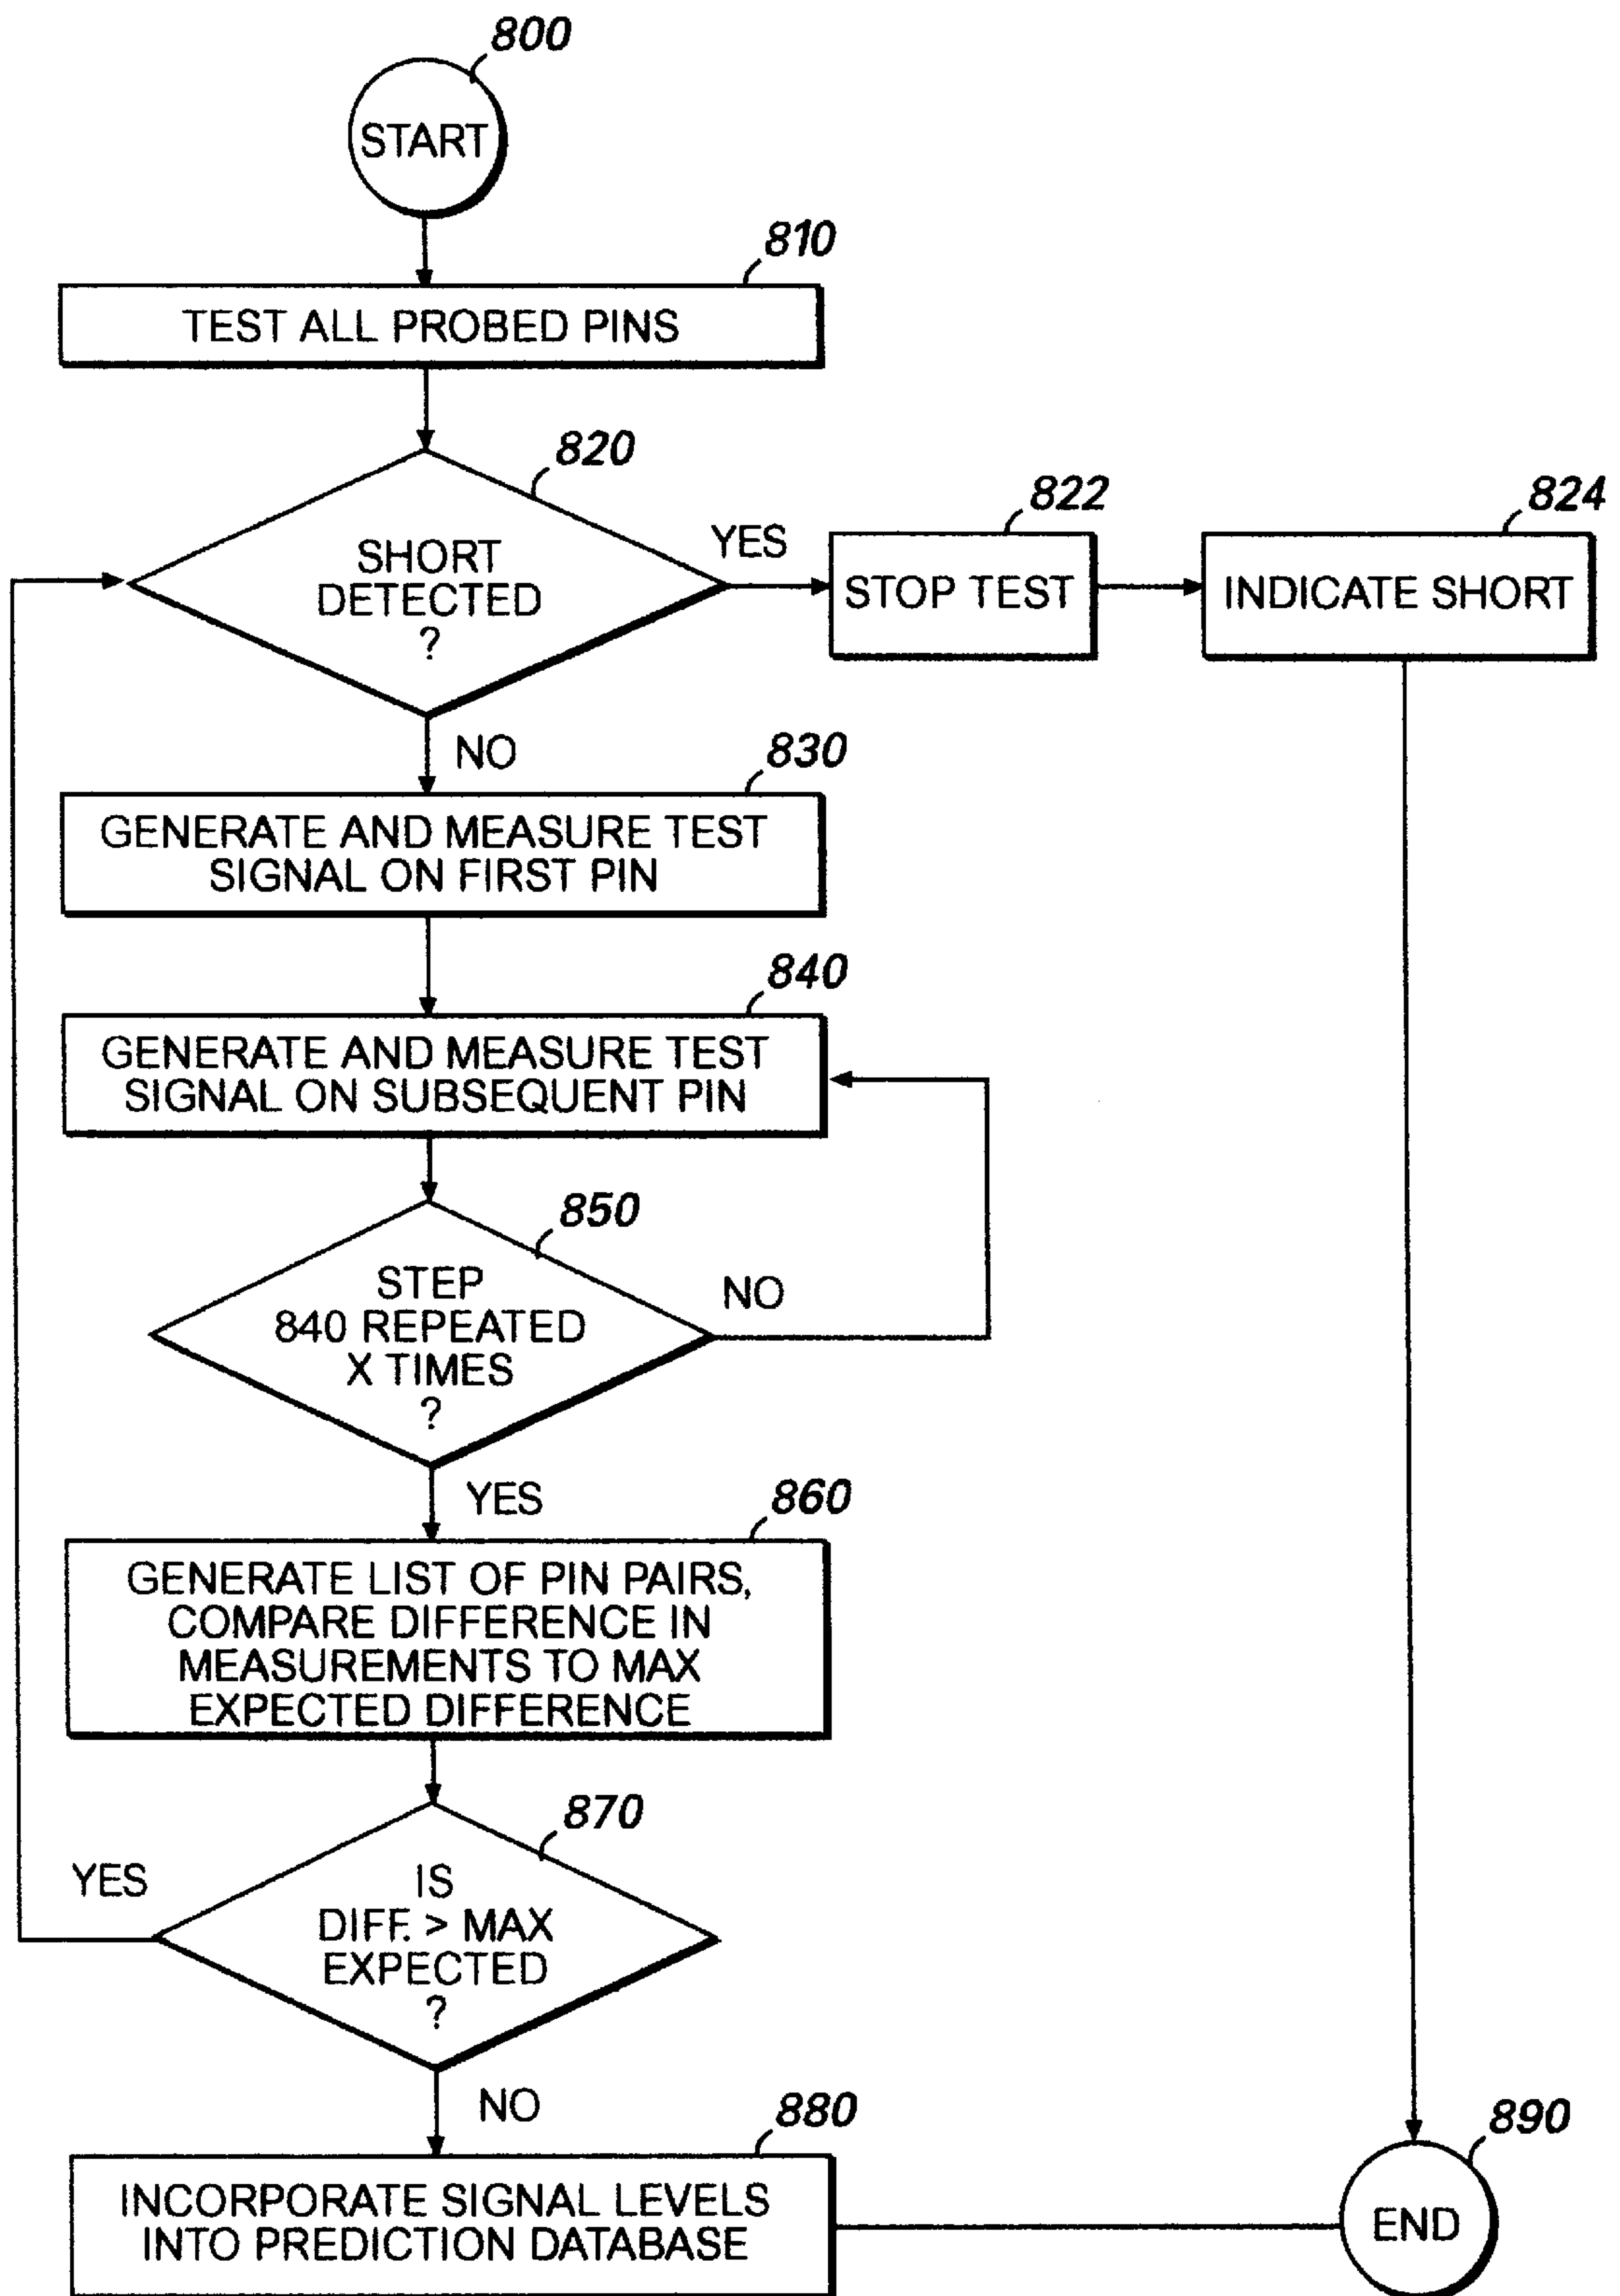 800
START
810
TEST ALL PROBED PINS
820
SHORT
DETECTED
?
YES
822
STOP TEST
824
INDICATE SHORT
NO
830
GENERATE AND MEASURE TEST
SIGNAL ON FIRST PIN
840
GENERATE AND MEASURE TEST
SIGNAL ON SUBSEQUENT PIN
850
STEP
840 REPEATED
X TIMES
?
NO
YES
860
GENERATE LIST OF PIN PAIRS,
COMPARE DIFFERENCE IN
MEASUREMENTS TO MAX
EXPECTED DIFFERENCE
870
YES
IS
DIFF. > MAX
EXPECTED
?
NO
880
INCORPORATE SIGNAL LEVELS
INTO PREDICTION DATABASE
890
END